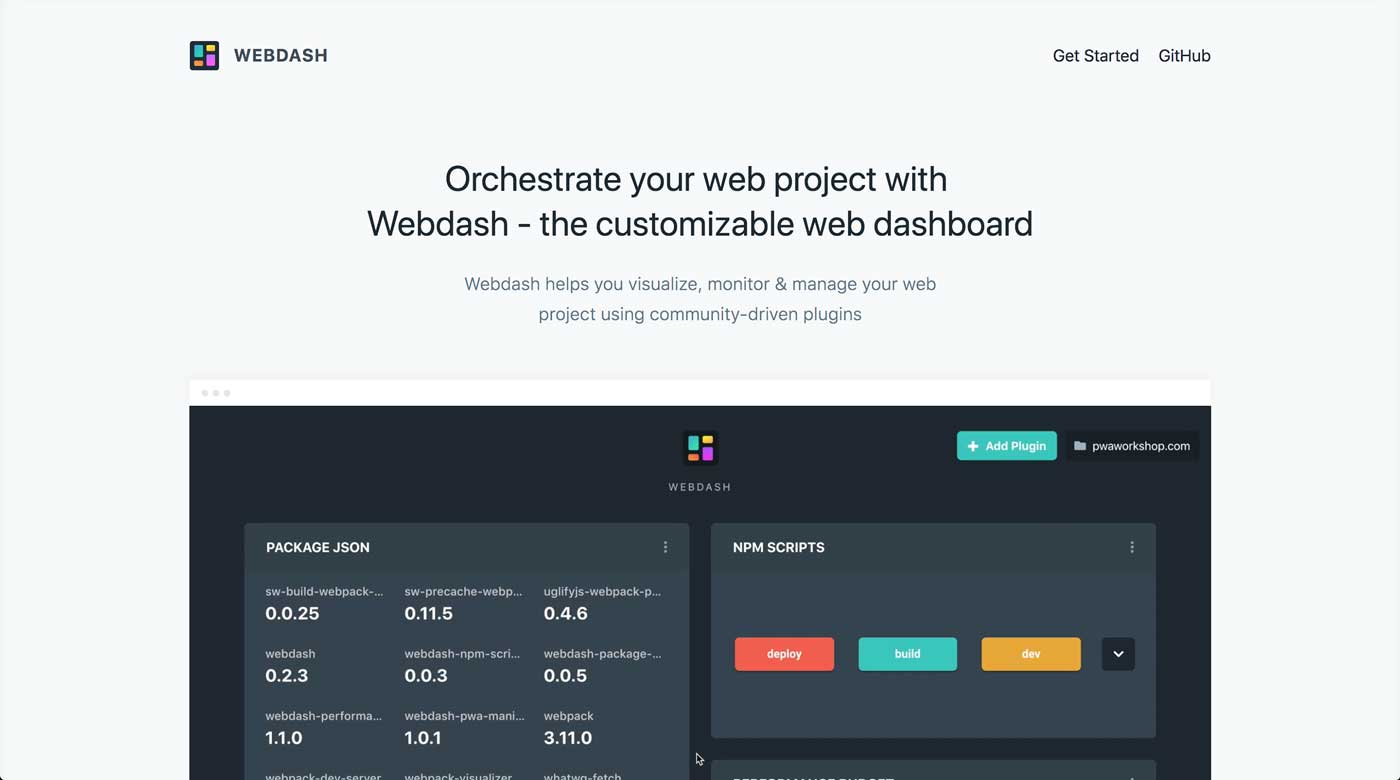 WEBDASH
Get Started GitHub
Orchestrate your web project with
Webdash - the customizable web dashboard
Webdash helps you visualize, monitor & manage your web
project using community-driven plugins
Add Plugin pwaworkshop.com
WEBDASH
PACKAGE JSON
sw-build-webpack-... sw-precache-webp... uglifyjs-webpack-p...
0.0.25 0.11.5 0.4.6
webdash webdash-npm-scri... webdash-package-...
0.2.3 0.0.3 0.0.5
webdash-performa... webdash-pwa-mani... webpack
1.1.0 1.0.1 3.11.0
webpack-dev-server webpack-visualizer whatwg-fetch
NPM SCRIPTS
deploy build dev
PERFORMANCE BUDGET